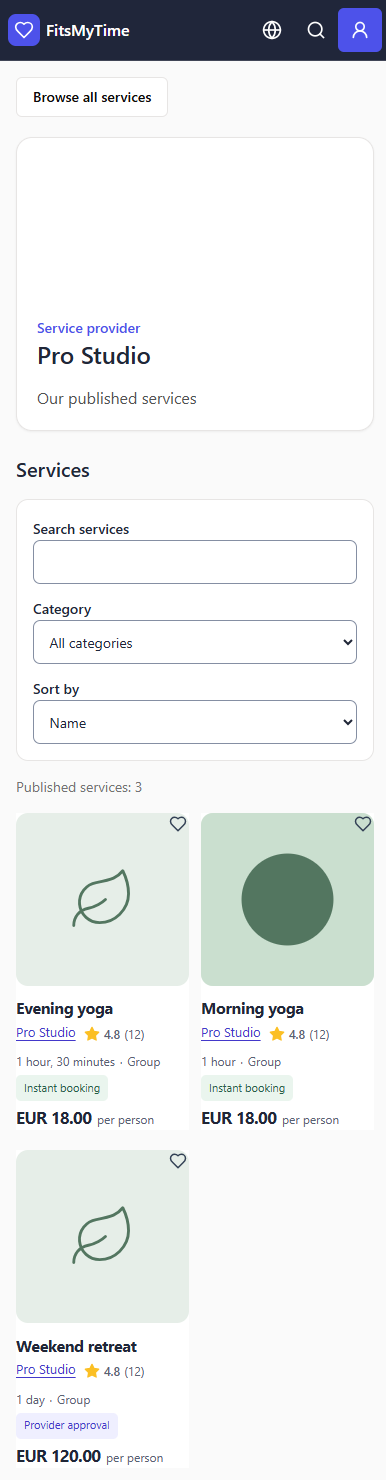 FitsMyTime
Browse all services
Service provider
Pro Studio
Our published services
Services
Search services
Category
All categories
Sort by
Name
Published services: 3
Evening yoga
Pro Studio 4.8 (12)
1 hour, 30 minutes · Group
Instant booking
EUR 18.00 per person
Morning yoga
Pro Studio 4.8 (12)
1 hour · Group
Instant booking
EUR 18.00 per person
Weekend retreat
Pro Studio 4.8 (12)
1 day · Group
Provider approval
EUR 120.00 per person